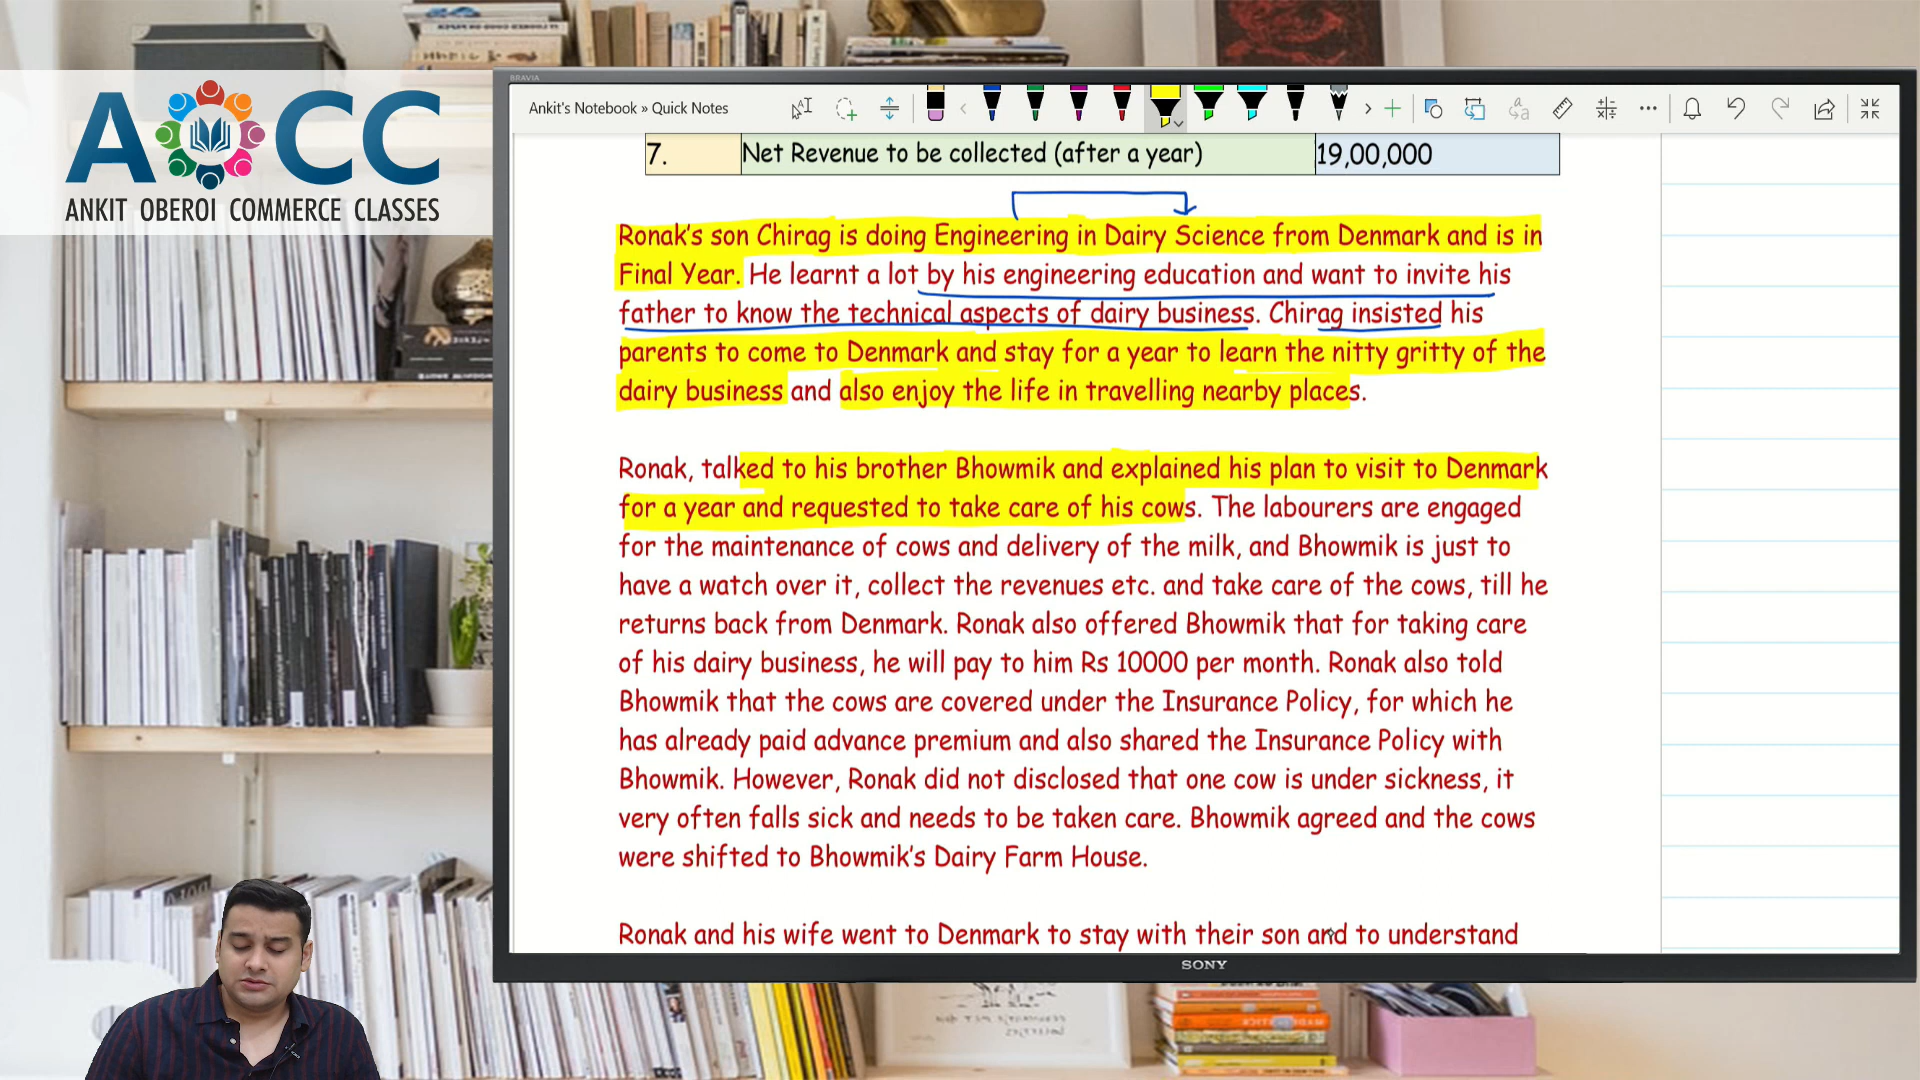 BRAVIA
Ankit's Notebook » Quick Notes
AOCC
ANKIT OBEROI COMMERCE CLASSES
7. Net Revenue to be collected (after a year) 19,00,000
Ronak's son Chirag is doing Engineering in Dairy Science from Denmark and is in
Final Year. He learnt a lot by his engineering education and want to invite his
father to know the technical aspects of dairy business. Chirag insisted his
parents to come to Denmark and stay for a year to learn the nitty gritty of the
dairy business and also enjoy the life in travelling nearby places.
Ronak, talked to his brother Bhowmik and explained his plan to visit to Denmark
for a year and requested to take care of his cows. The labourers are engaged
for the maintenance of cows and delivery of the milk, and Bhowmik is just to
have a watch over it, collect the revenues etc. and take care of the cows, till he
returns back from Denmark. Ronak also offered Bhowmik that for taking care
of his dairy business, he will pay to him Rs 10000 per month. Ronak also told
Bhowmik that the cows are covered under the Insurance Policy, for which he
has already paid advance premium and also shared the Insurance Policy with
Bhowmik. However, Ronak did not disclosed that one cow is under sickness, it
very often falls sick and needs to be taken care. Bhowmik agreed and the cows
were shifted to Bhowmik's Dairy Farm House.
Ronak and his wife went to Denmark to stay with their son and to understand
SONY